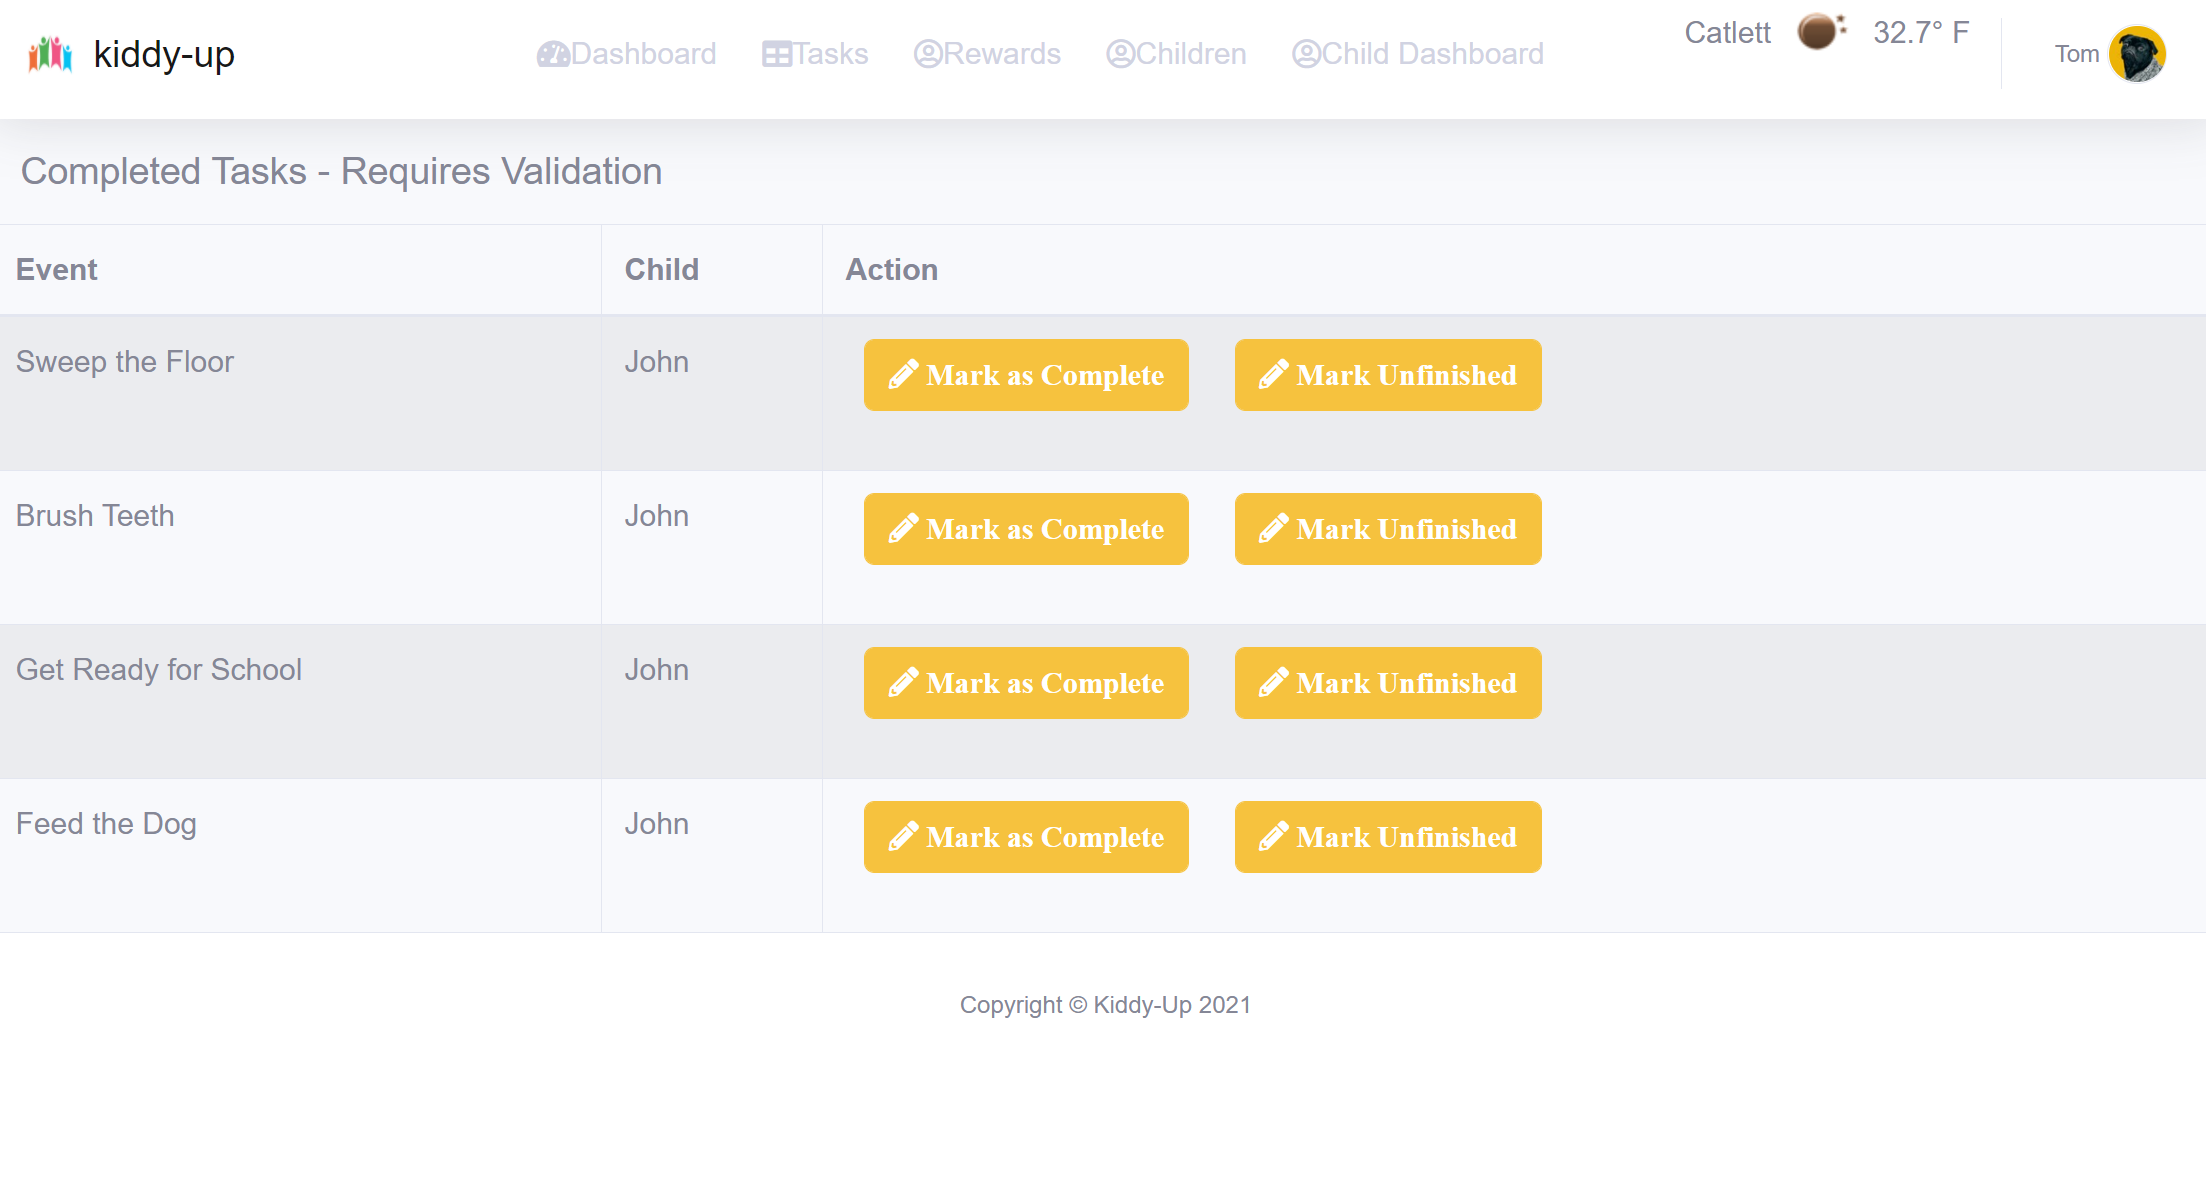 kiddy-up
Dashboard Tasks Rewards Children Child Dashboard
Catlett 32.7° F
Tom
Completed Tasks - Requires Validation
Event Child Action
Sweep the Floor John Mark as Complete Mark Unfinished
Brush Teeth John Mark as Complete Mark Unfinished
Get Ready for School John Mark as Complete Mark Unfinished
Feed the Dog John Mark as Complete Mark Unfinished
Copyright © Kiddy-Up 2021